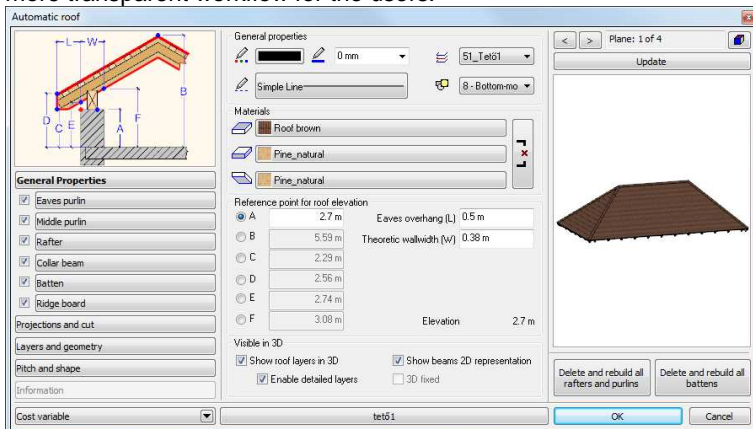 more transparent workflow for the users.
Automatic roof
L W
D C E A F B
General Properties
Eaves purlin
Middle purlin
Rafter
Collar beam
Batten
Ridge board
Projections and cut
Layers and geometry
Pitch and shape
Information
Cost variable
General properties
0 mm
51_Tető1
Simple Line
8 - Bottom-mo
Materials
Roof brown
Pine_natural
Pine_natural
Reference point for roof elevation
A 2.7 m Eaves overhang (L) 0.5 m
B 5.59 m Theoretic wallwidth (W) 0.38 m
C 2.29 m
D 2.56 m
E 2.74 m
F 3.08 m Elevation 2.7 m
Visible in 3D
Show roof layers in 3D Show beams 2D representation
Enable detailed layers 3D fixed
tető1
< > Plane: 1 of 4
Update
Delete and rebuild all rafters and purlins
Delete and rebuild all battens
OK Cancel